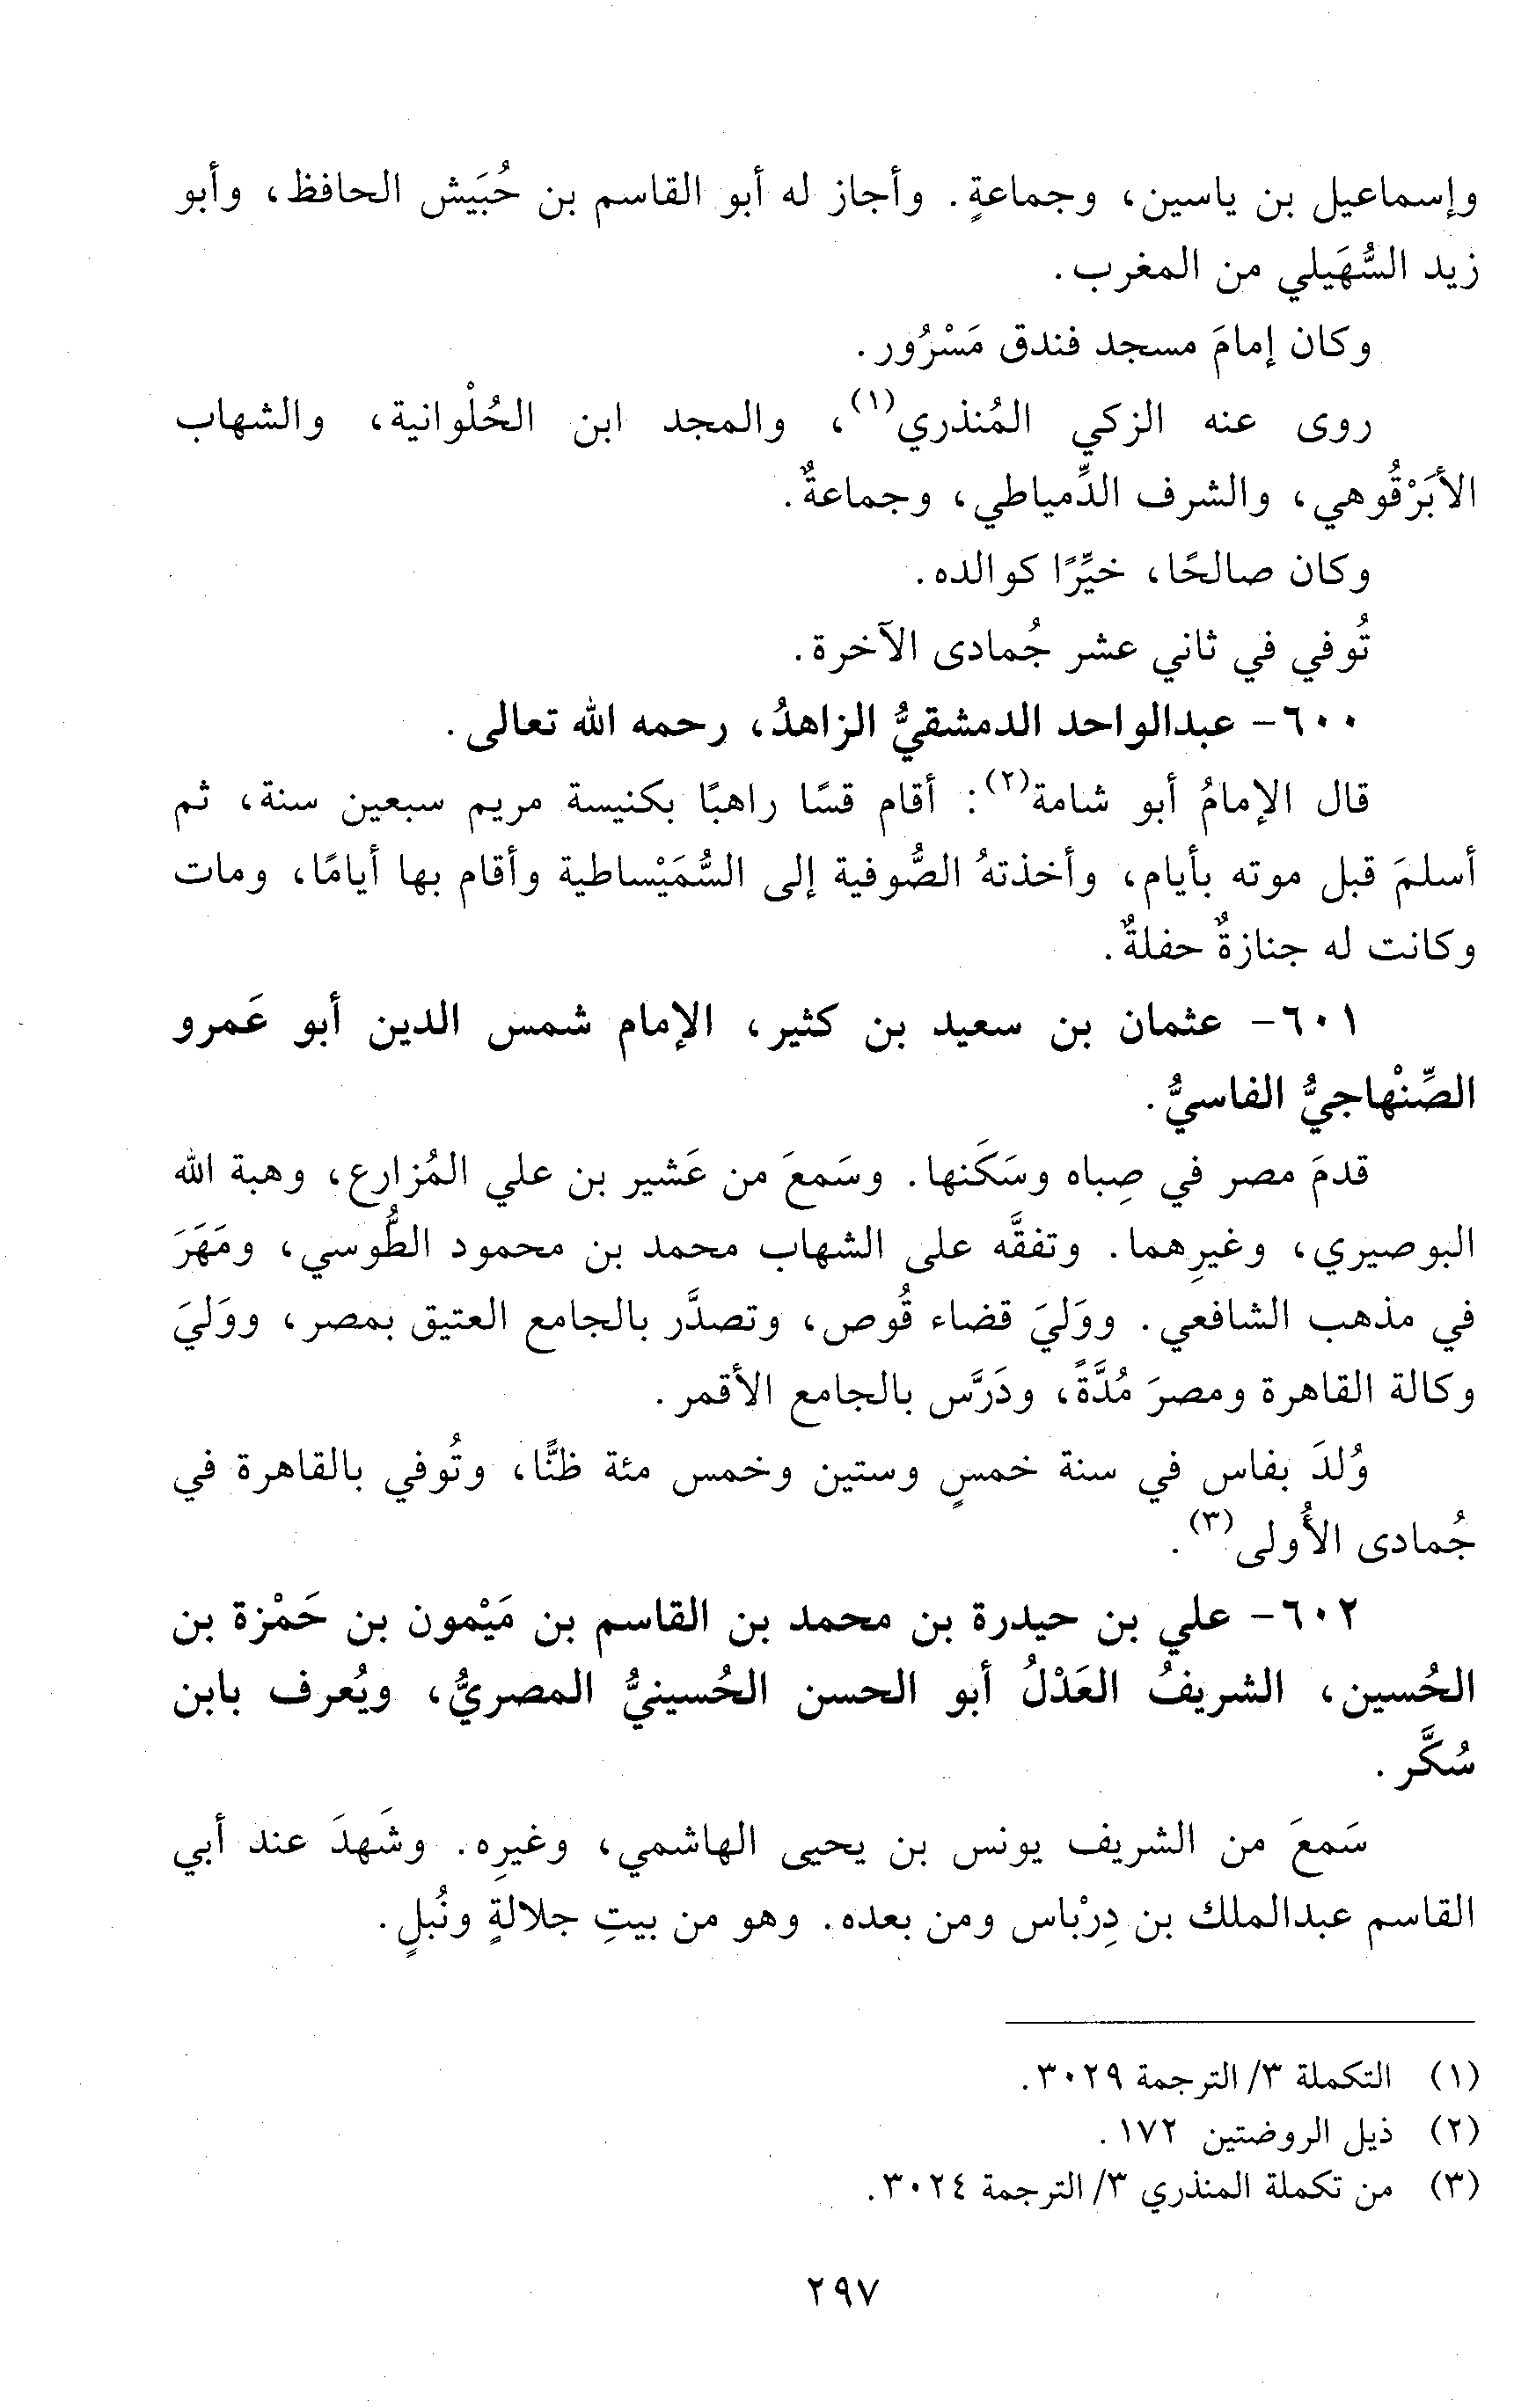 وإسماعيل بن ياسين، وجماعةٍ. وأجاز له أبو القاسم بن حُبَيش الحافظ، وأبو
زيد السُّهَيلي من المغرب.
وكان إمامَ مسجد فندق مَسْرُور.
روى عنه الزكي المُنذري(١)، والمجد ابن الحُلْوانية، والشهاب
الأبَرْقُوهي، والشرف الدِّمياطي، وجماعةٌ.
وكان صالحًا، خيِّرًا كوالده.
تُوفي في ثاني عشر جُمادى الآخرة.
٦٠٠- عبدالواحد الدمشقيُّ الزاهدُ، رحمه الله تعالى.
قال الإمامُ أبو شامة(٢): أقام قسًا راهبًا بكنيسة مريم سبعين سنة، ثم
أسلمَ قبل موته بأيام، وأخذتهُ الصُّوفية إلى السُّمَيْساطية وأقام بها أيامًا، ومات
وكانت له جنازةٌ حفلةٌ.
٦٠١- عثمان بن سعيد بن كثير، الإمام شمس الدين أبو عَمرو
الصِّنْهاجيُّ الفاسيُّ.
قدمَ مصر في صِباه وسَكَنها. وسَمعَ من عَشير بن علي المُزارع، وهبة الله
البوصيري، وغيرِهما. وتفقَّه على الشهاب محمد بن محمود الطُّوسي، ومَهَرَ
في مذهب الشافعي. ووَليَ قضاء قُوص، وتصدَّر بالجامع العتيق بمصر، ووَليَ
وكالة القاهرة ومصرَ مُدَّةً، ودَرَّس بالجامع الأقمر.
وُلدَ بفاس في سنة خمسٍ وستين وخمس مئة ظنًّا، وتُوفي بالقاهرة في
جُمادى الأُولى(٣).
٦٠٢- علي بن حيدرة بن محمد بن القاسم بن مَيْمون بن حَمْزة بن
الحُسين، الشريفُ العَدْلُ أبو الحسن الحُسينيُّ المصريُّ، ويُعرف بابن
سُكَّر.
سَمعَ من الشريف يونس بن يحيى الهاشمي، وغيرِه. وشَهدَ عند أبي
القاسم عبدالملك بن دِرْباس ومن بعده. وهو من بيتِ جلالةٍ ونُبلٍ.
(١) التكملة ٣/ الترجمة ٣٠٢٩.
(٢) ذيل الروضتين ١٧٢.
(٣) من تكملة المنذري ٣/ الترجمة ٣٠٢٤.
٢٩٧